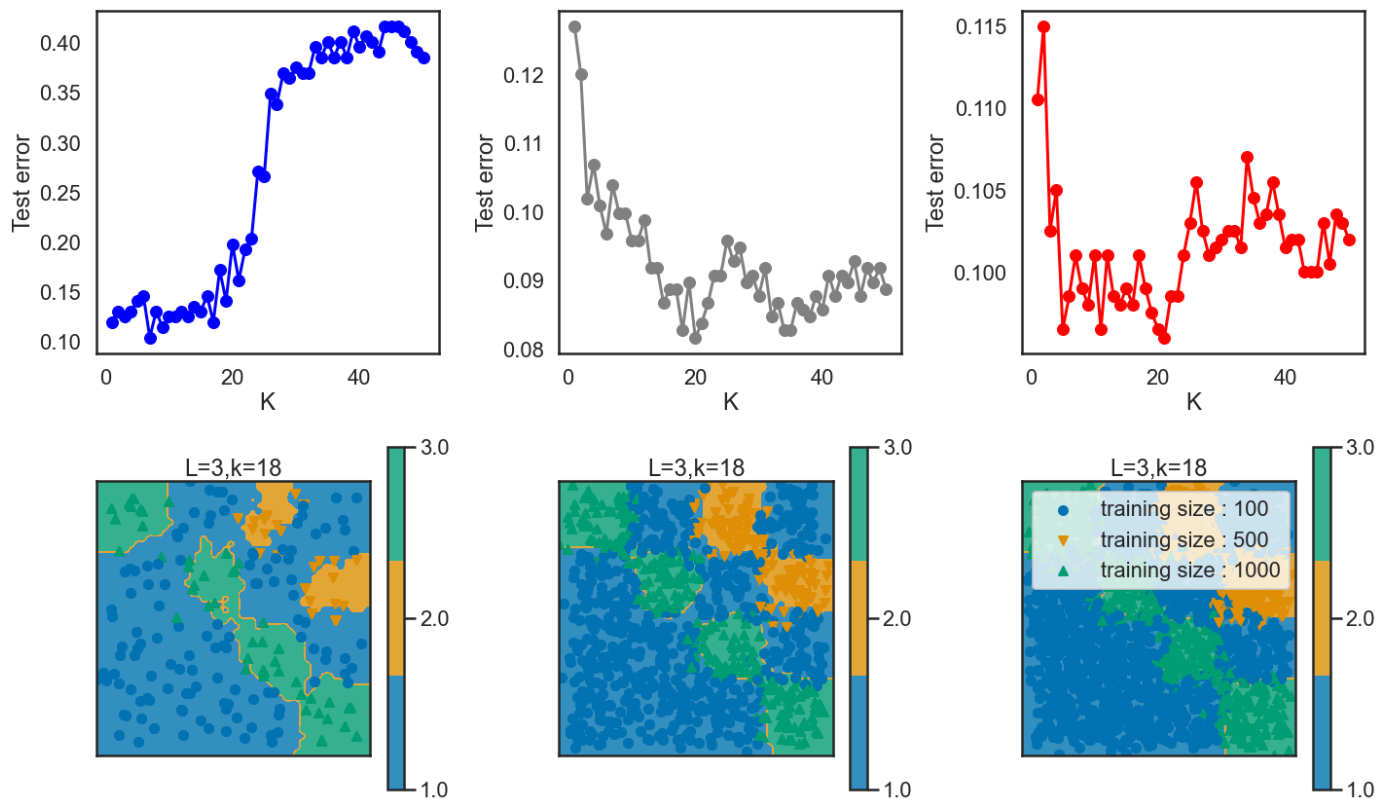 0.40
0.35
0.30
0.25
0.20
0.15
0.10
Test error
0 20 40
K
0.12
0.11
0.10
0.09
0.08
Test error
0 20 40
K
0.115
0.110
0.105
0.100
Test error
0 20 40
K
L=3,k=18
3.0
2.0
1.0
L=3,k=18
3.0
2.0
1.0
L=3,k=18
training size : 100
training size : 500
training size : 1000
3.0
2.0
1.0